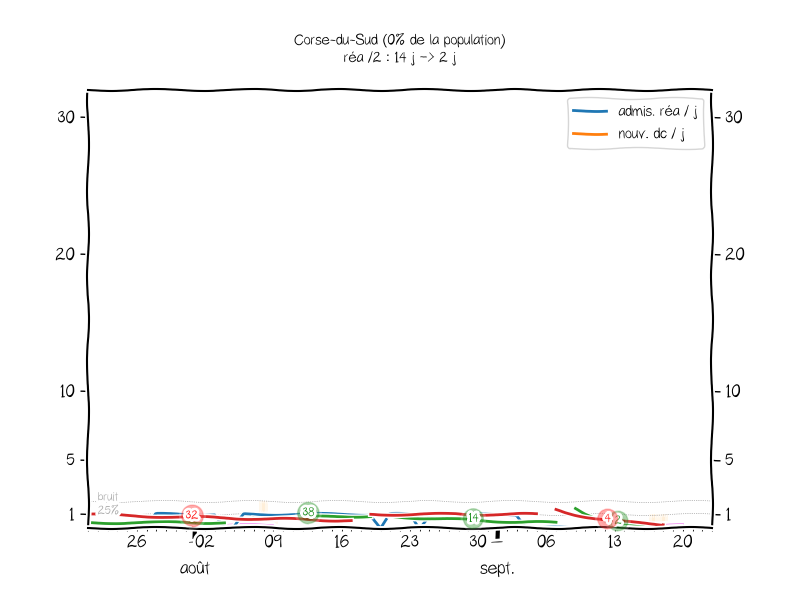 Corse-du-Sud (0% de la population)
réa /2 : 14 j -> 2 j
admis. réa / j
nouv. dc / j
30 30
20 20
10 10
5 5
1 1
bruit
25%
32 38 14 4 2
26 02 09 16 23 30 06 13 20
août sept.